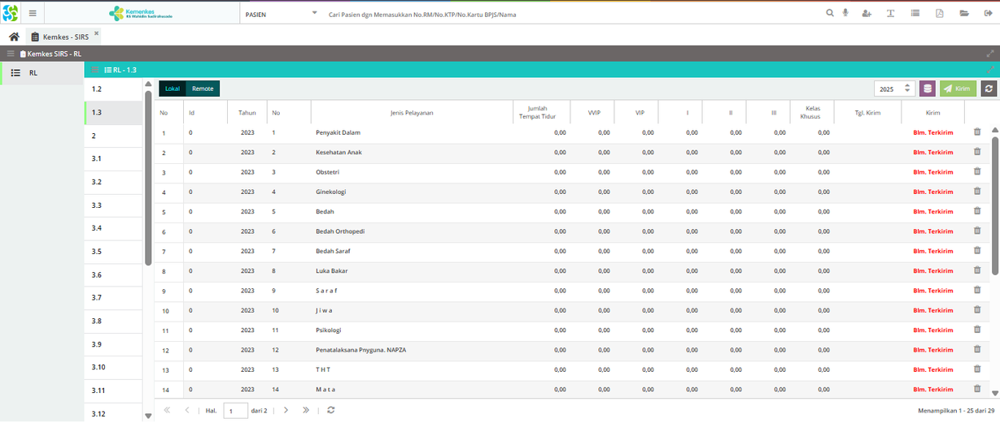 Kemenkes
RS Wahidin Sudirohusodo
PASIEN
Cari Pasien dgn Memasukkan No.RM/No.KTP/No.Kartu BPJS/Nama
Kemkes - SIRS
Kemkes SIRS - RL
RL
RL - 1.3
1.2
1.3
2
3.1
3.2
3.3
3.4
3.5
3.6
3.7
3.8
3.9
3.10
3.11
3.12
Lokal Remote
2025 Kirim
No Id Tahun No Jenis Pelayanan Jumlah Tempat Tidur VVIP VIP I II III Kelas Khusus Tgl. Kirim Kirim
1 0 2023 1 Penyakit Dalam 0,00 0,00 0,00 0,00 0,00 0,00 0,00 Blm. Terkirim
2 0 2023 2 Kesehatan Anak 0,00 0,00 0,00 0,00 0,00 0,00 0,00 Blm. Terkirim
3 0 2023 3 Obstetri 0,00 0,00 0,00 0,00 0,00 0,00 0,00 Blm. Terkirim
4 0 2023 4 Ginekologi 0,00 0,00 0,00 0,00 0,00 0,00 0,00 Blm. Terkirim
5 0 2023 5 Bedah 0,00 0,00 0,00 0,00 0,00 0,00 0,00 Blm. Terkirim
6 0 2023 6 Bedah Orthopedi 0,00 0,00 0,00 0,00 0,00 0,00 0,00 Blm. Terkirim
7 0 2023 7 Bedah Saraf 0,00 0,00 0,00 0,00 0,00 0,00 0,00 Blm. Terkirim
8 0 2023 8 Luka Bakar 0,00 0,00 0,00 0,00 0,00 0,00 0,00 Blm. Terkirim
9 0 2023 9 S a r a f 0,00 0,00 0,00 0,00 0,00 0,00 0,00 Blm. Terkirim
10 0 2023 10 J i w a 0,00 0,00 0,00 0,00 0,00 0,00 0,00 Blm. Terkirim
11 0 2023 11 Psikologi 0,00 0,00 0,00 0,00 0,00 0,00 0,00 Blm. Terkirim
12 0 2023 12 Penatalaksana Pnyguna. NAPZA 0,00 0,00 0,00 0,00 0,00 0,00 0,00 Blm. Terkirim
13 0 2023 13 T H T 0,00 0,00 0,00 0,00 0,00 0,00 0,00 Blm. Terkirim
14 0 2023 14 M a t a 0,00 0,00 0,00 0,00 0,00 0,00 0,00 Blm. Terkirim
Hal. 1 dari 2
Menampilkan 1 - 25 dari 29